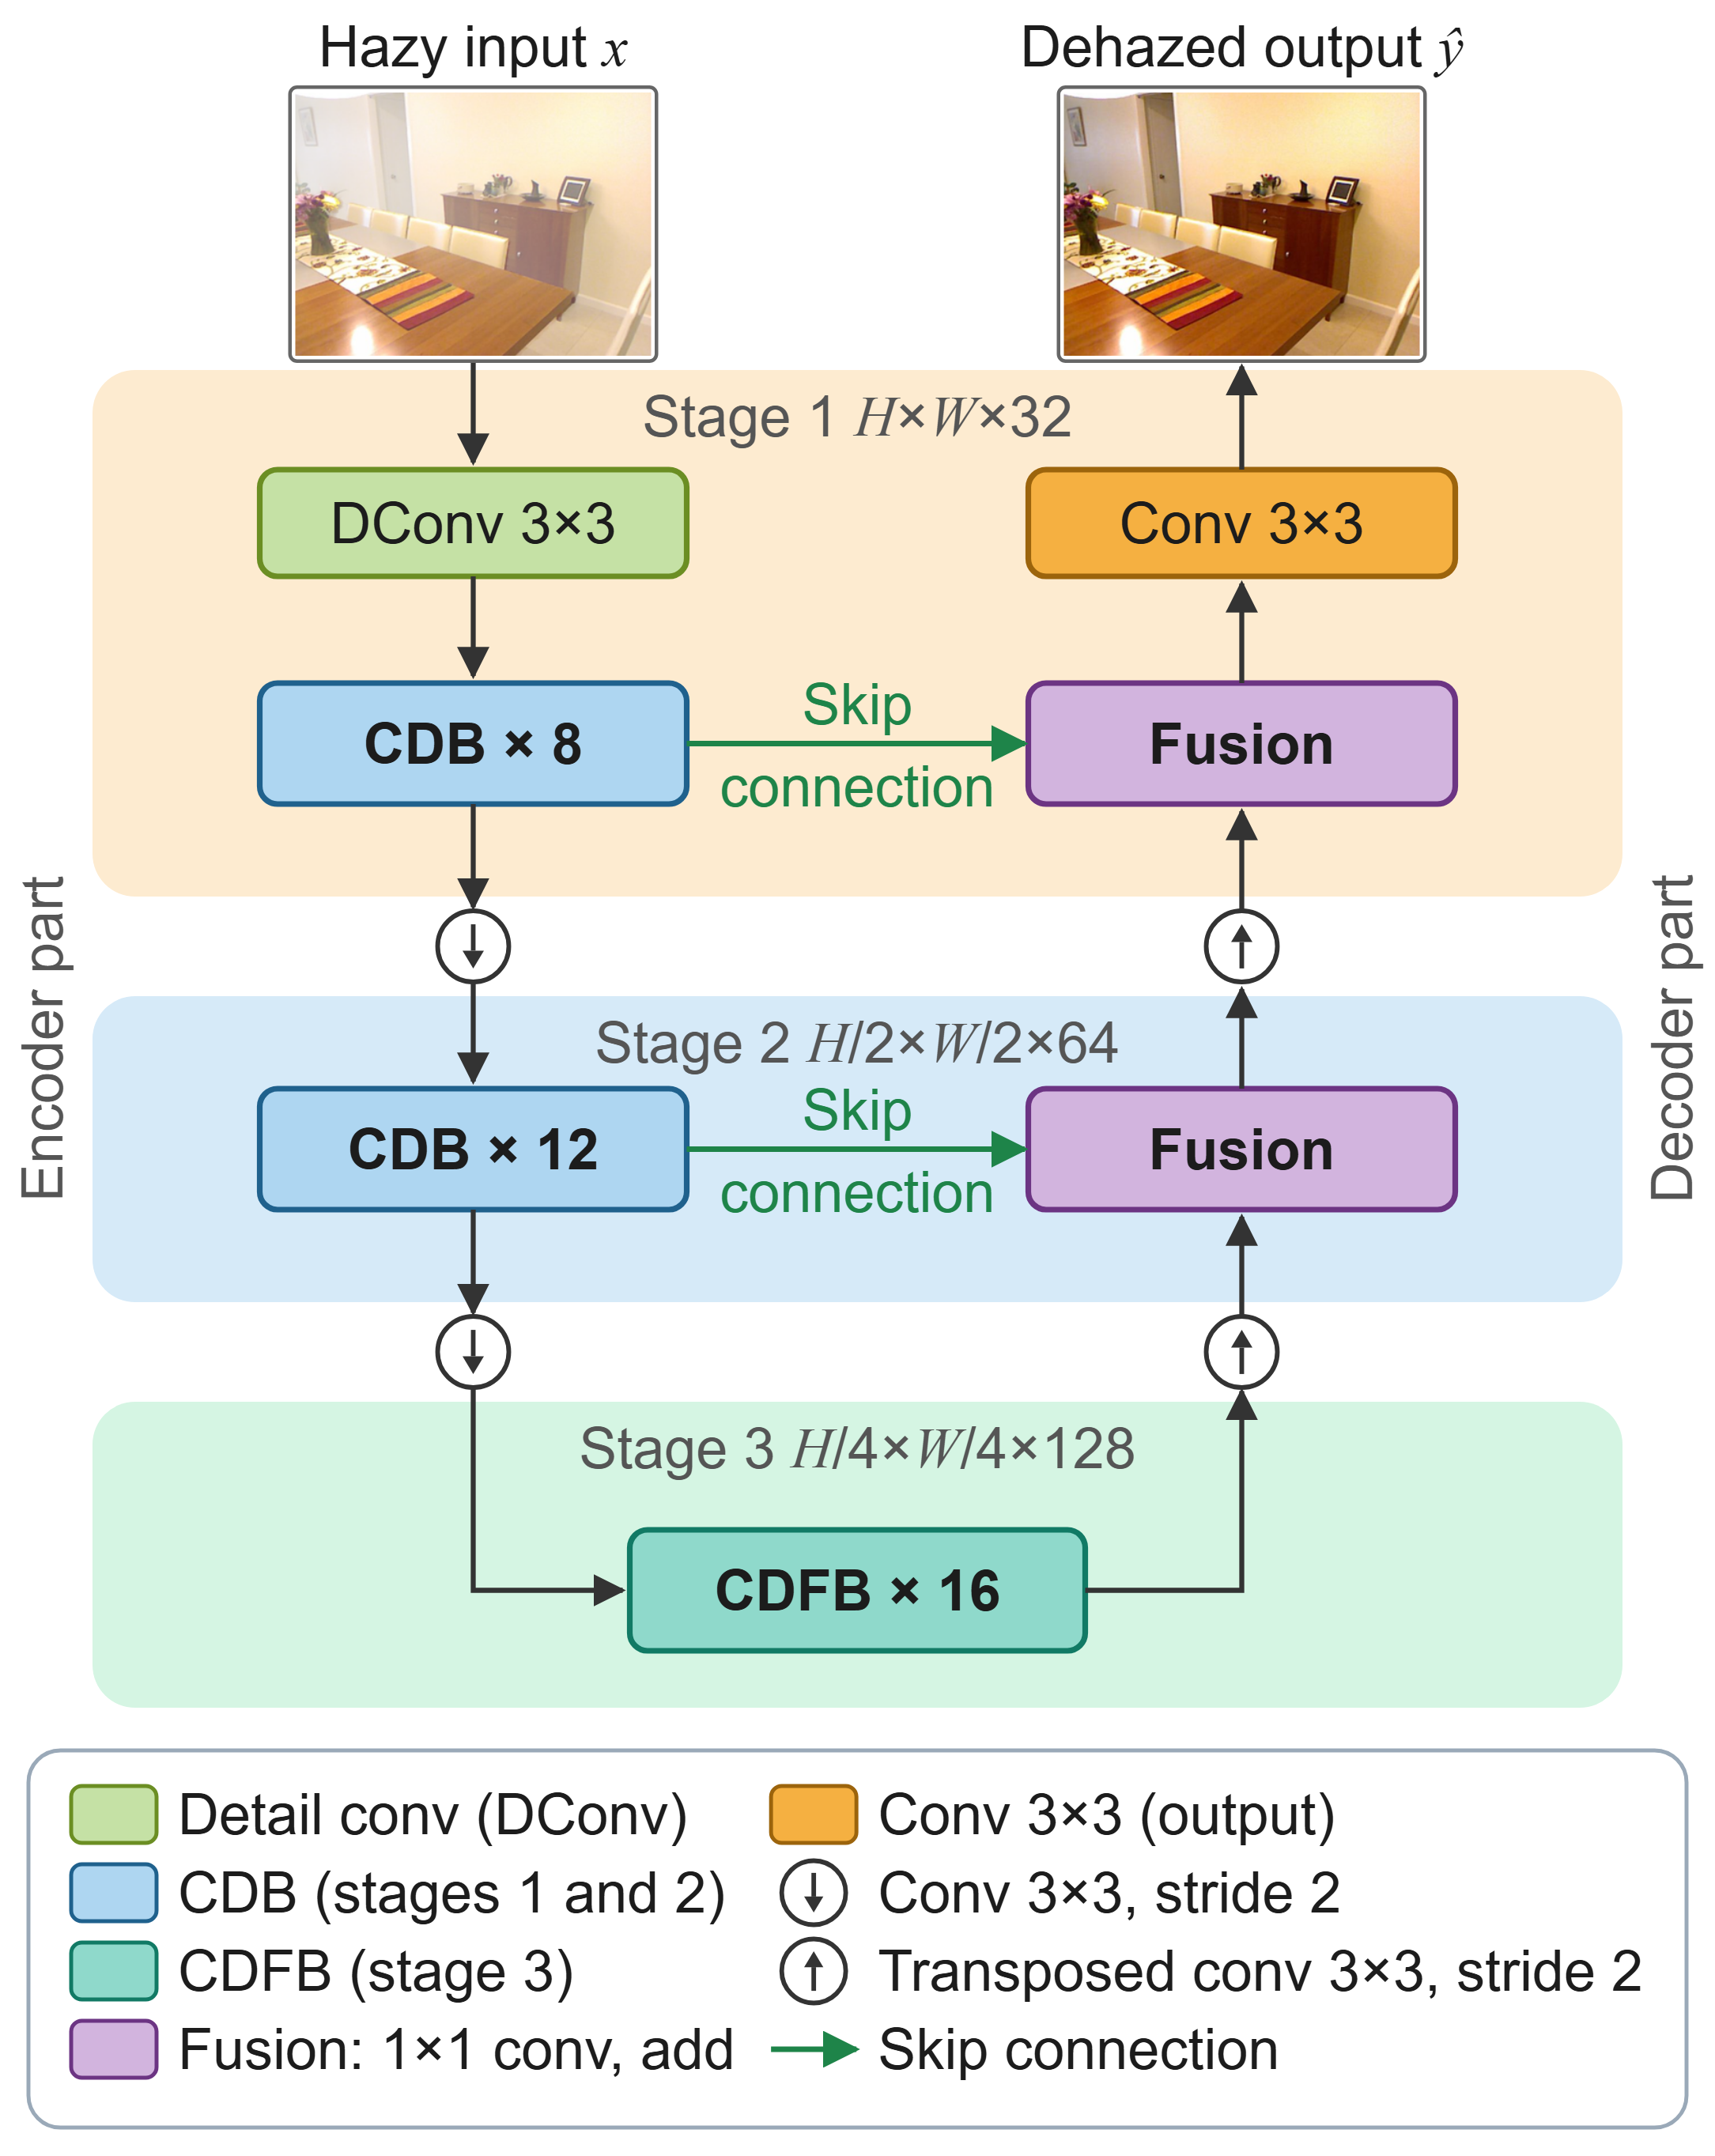 Hazy input x
Dehazed output ŷ
Stage 1 H×W×32
DConv 3×3
Conv 3×3
CDB × 8
Skip
connection
Fusion
Encoder part
Decoder part
Stage 2 H/2×W/2×64
CDB × 12
Skip
connection
Fusion
Stage 3 H/4×W/4×128
CDFB × 16
Detail conv (DConv)
Conv 3×3 (output)
CDB (stages 1 and 2)
Conv 3×3, stride 2
CDFB (stage 3)
Transposed conv 3×3, stride 2
Fusion: 1×1 conv, add
Skip connection